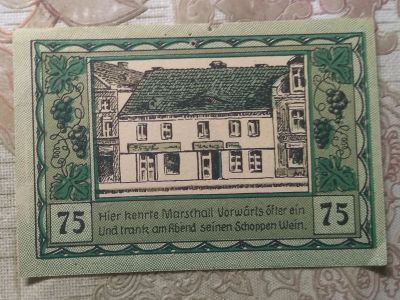 75 75
Hier kehrte Marschall Vorwärts öfter ein
Und trank am Abend seinen Schoppen Wein.